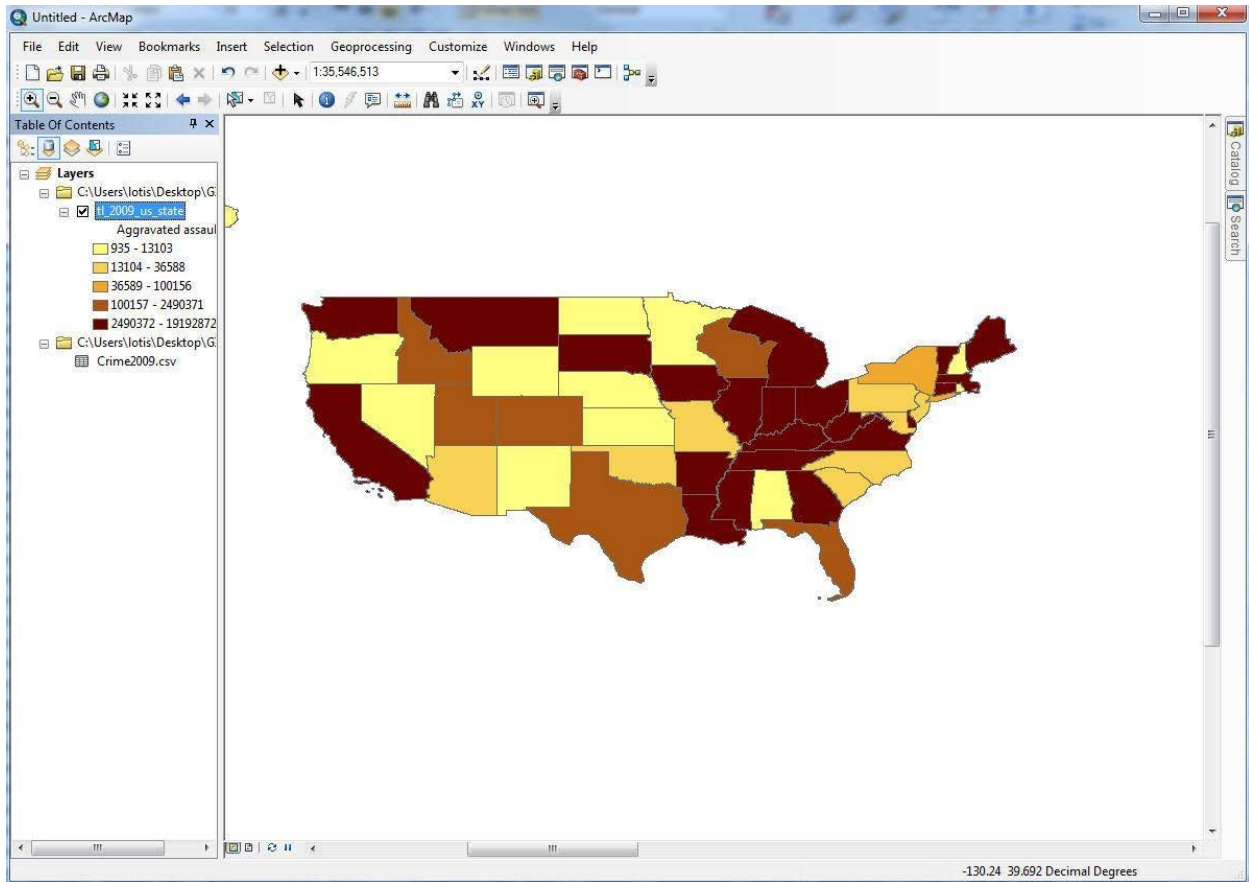 Untitled - ArcMap
File Edit View Bookmarks Insert Selection Geoprocessing Customize Windows Help
1:35,546,513
Table Of Contents
Layers
C:\Users\lotis\Desktop\G
tl_2009_us_state
Aggravated assaul
935 - 13103
13104 - 36588
36589 - 100156
100157 - 2490371
2490372 - 19192872
C:\Users\lotis\Desktop\G
Crime2009.csv
Catalog
Search
-130.24 39.692 Decimal Degrees